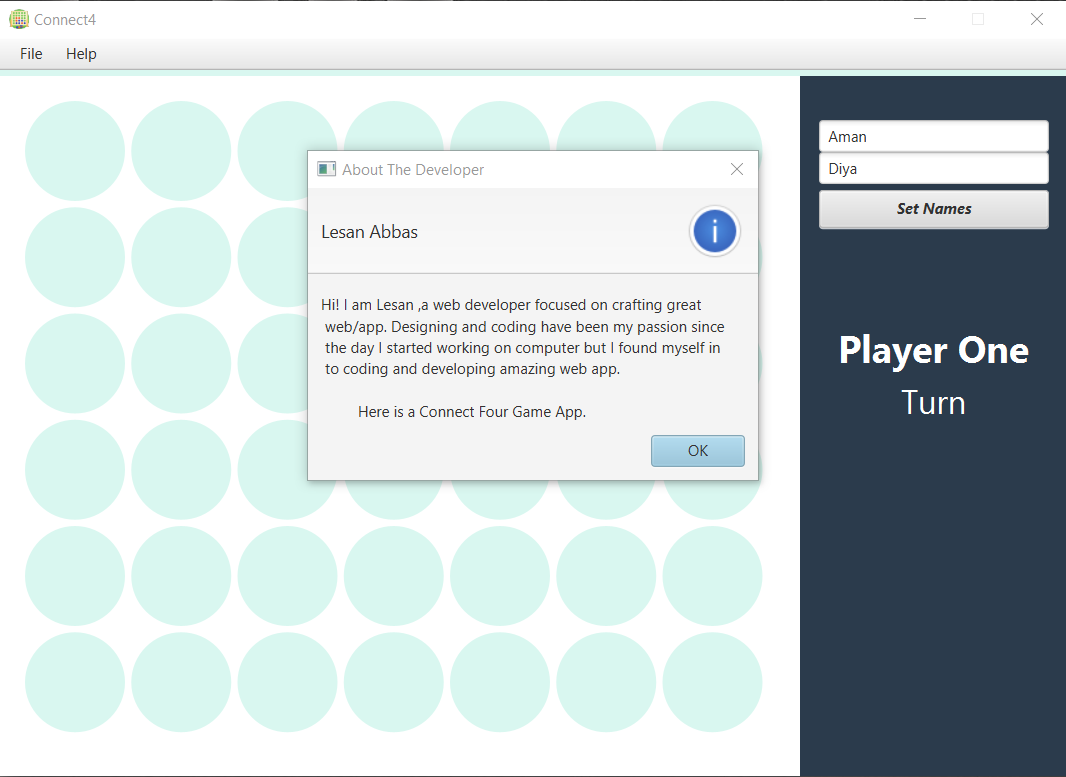 Connect4
File Help
Aman
Diya
Set Names
Player One
Turn
About The Developer
Lesan Abbas
i
Hi! I am Lesan ,a web developer focused on crafting great
web/app. Designing and coding have been my passion since
the day I started working on computer but I found myself in
to coding and developing amazing web app.
Here is a Connect Four Game App.
OK